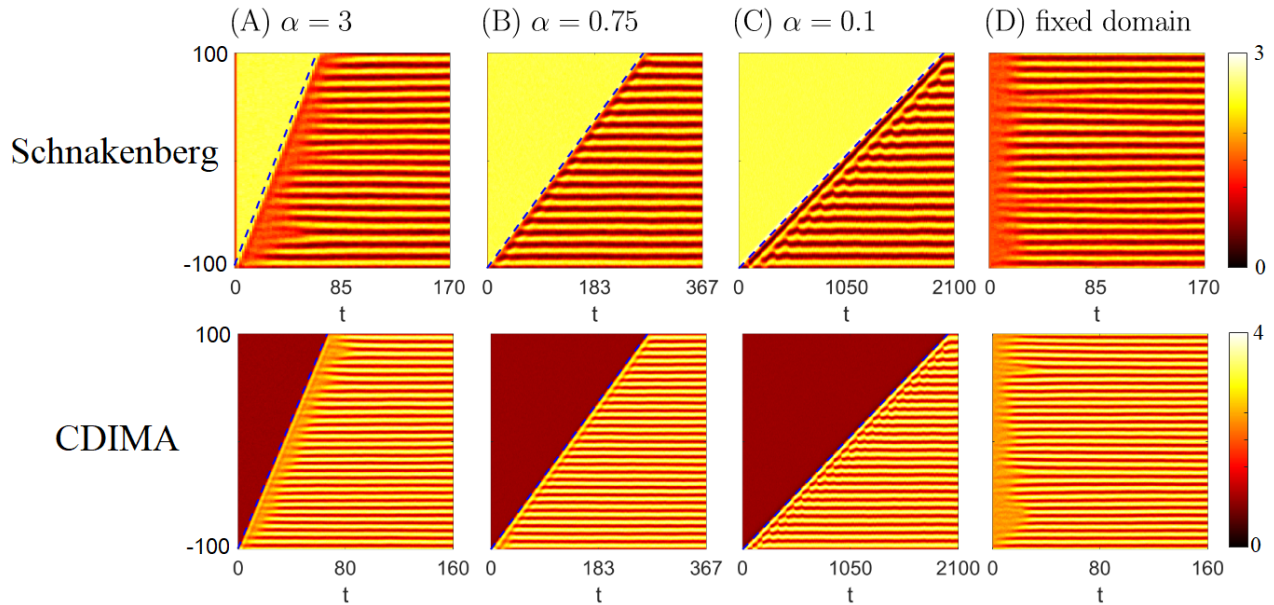 (A) α = 3 (B) α = 0.75 (C) α = 0.1 (D) fixed domain
100 100 3
Schnakenberg
-100 0
0 85 170 0 183 367 0 1050 2100 0 85 170
t t t t
100 4
CDIMA
-100 0
0 80 160 0 183 367 0 1050 2100 0 80 160
t t t t